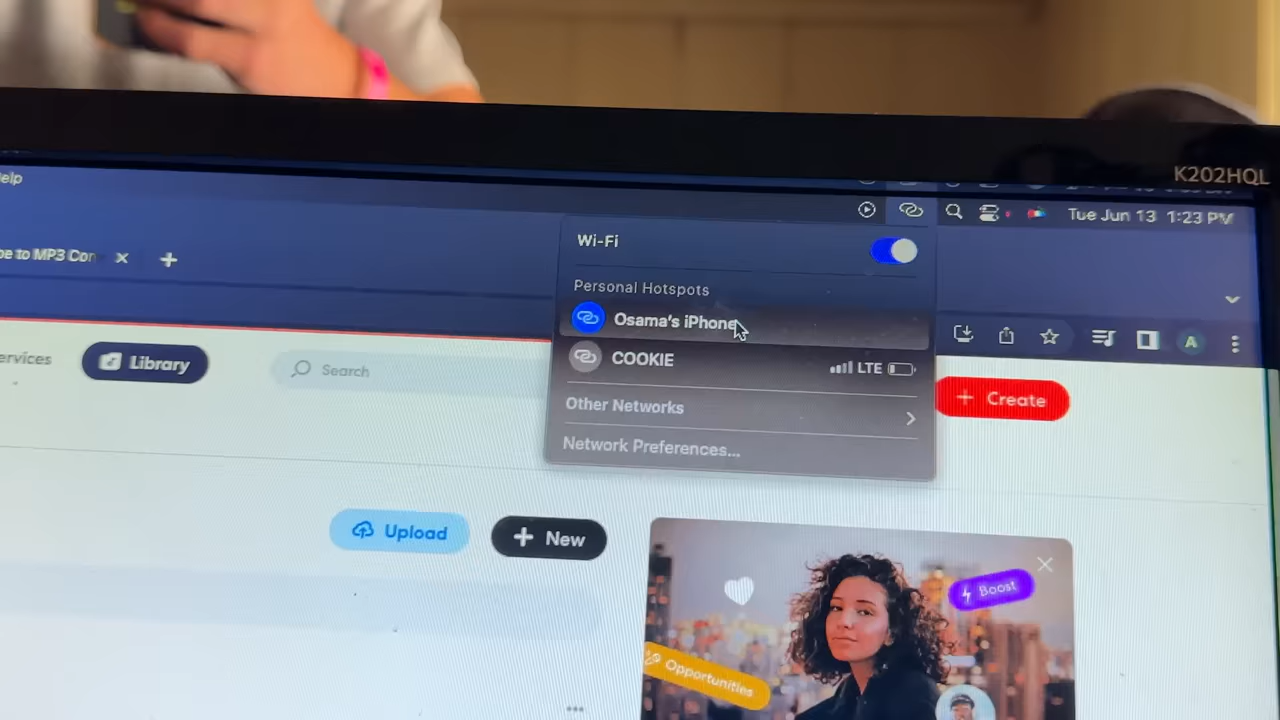 K202HQL
elp
Tue Jun 13 1:23 PM
be to MP3 Con
Wi-Fi
Personal Hotspots
Osama's iPhone
COOKIE
LTE
Other Networks
Network Preferences...
A
ervices
Library
Search
+ Create
Upload
+ New
Boost
Opportunities